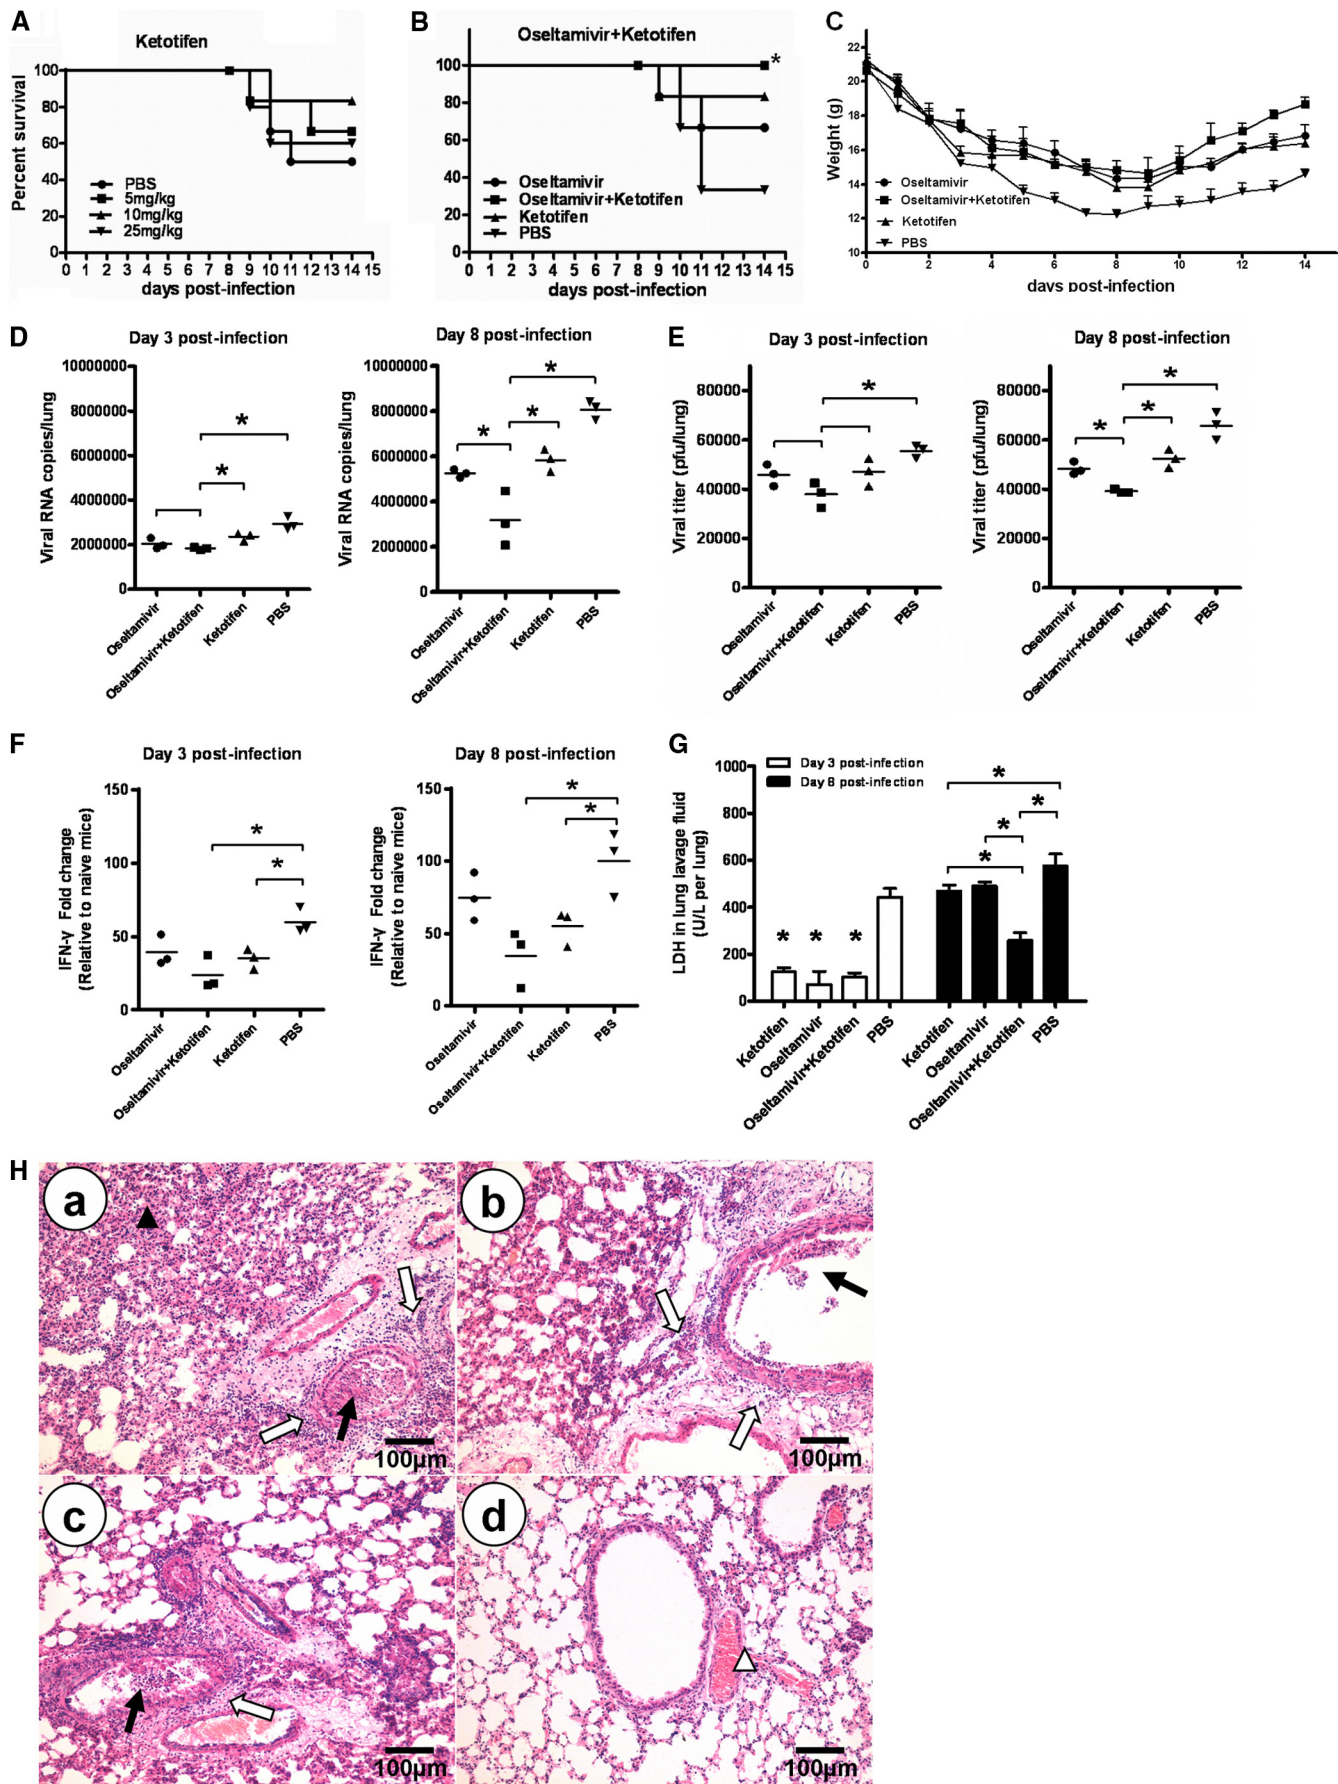 A
Ketotifen
Percent survival
100
80
60
40
20
0
PBS
5mg/kg
10mg/kg
25mg/kg
0 1 2 3 4 5 6 7 8 9 10 11 12 13 14 15
days post-infection
B
Oseltamivir+Ketotifen
*
100
80
60
40
20
0
Oseltamivir
Oseltamivir+Ketotifen
Ketotifen
PBS
0 1 2 3 4 5 6 7 8 9 10 11 12 13 14 15
days post-infection
C
Weight (g)
22
20
18
16
14
12
10
Oseltamivir
Oseltamivir+Ketotifen
Ketotifen
PBS
0 2 4 6 8 10 12 14
days post-infection
D
Day 3 post-infection
Viral RNA copies/lung
10000000
8000000
6000000
4000000
2000000
0
*
*
Oseltamivir
Oseltamivir+Ketotifen
Ketotifen
PBS
Day 8 post-infection
Viral RNA copies/lung
10000000
8000000
6000000
4000000
2000000
0
*
*
*
Oseltamivir
Oseltamivir+Ketotifen
Ketotifen
PBS
E
Day 3 post-infection
Viral titer (pfu/lung)
80000
60000
40000
20000
0
*
Oseltamivir
Oseltamivir+Ketotifen
Ketotifen
PBS
Day 8 post-infection
Viral titer (pfu/lung)
80000
60000
40000
20000
0
*
*
*
Oseltamivir
Oseltamivir+Ketotifen
Ketotifen
PBS
F
Day 3 post-infection
IFN-γ Fold change
(Relative to naive mice)
150
100
50
0
*
*
Oseltamivir
Oseltamivir+Ketotifen
Ketotifen
PBS
Day 8 post-infection
IFN-γ Fold change
(Relative to naive mice)
150
100
50
0
*
*
Oseltamivir
Oseltamivir+Ketotifen
Ketotifen
PBS
G
Day 3 post-infection
Day 8 post-infection
LDH in lung lavage fluid
(U/L per lung)
1000
800
600
400
200
0
* * *
*
*
*
*
Ketotifen
Oseltamivir
Oseltamivir+Ketotifen
PBS
Ketotifen
Oseltamivir
Oseltamivir+Ketotifen
PBS
H
a
100μm
b
100μm
c
100μm
d
100μm